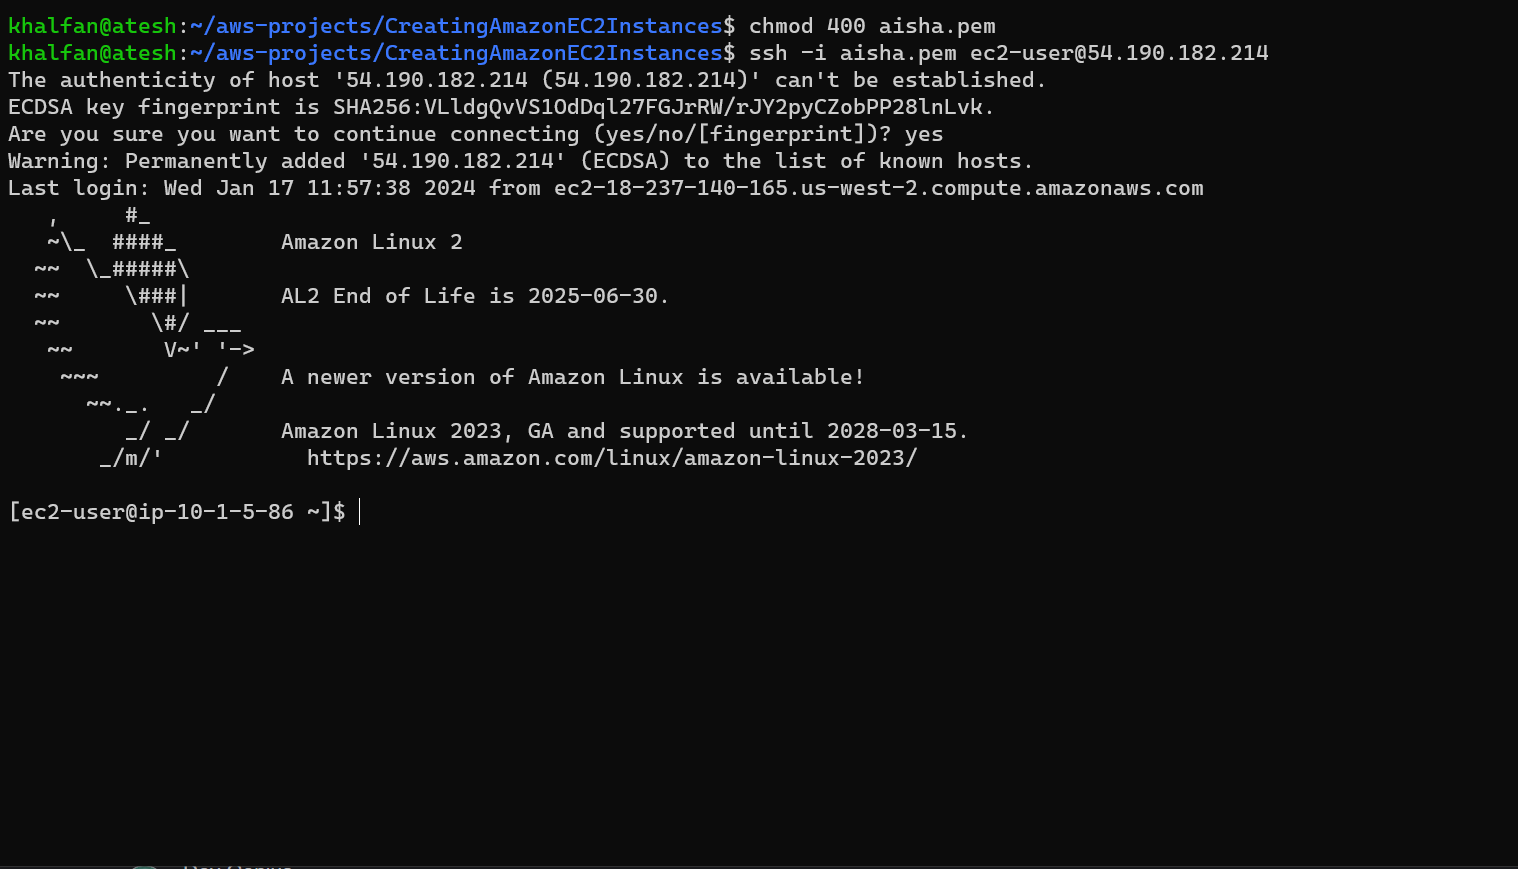 khalfan@atesh:~/aws-projects/CreatingAmazonEC2Instances$ chmod 400 aisha.pem
khalfan@atesh:~/aws-projects/CreatingAmazonEC2Instances$ ssh -i aisha.pem ec2-user@54.190.182.214
The authenticity of host '54.190.182.214 (54.190.182.214)' can't be established.
ECDSA key fingerprint is SHA256:VLldgQvVS1OdDql27FGJrRW/rJY2pyCZobPP28lnLvk.
Are you sure you want to continue connecting (yes/no/[fingerprint])? yes
Warning: Permanently added '54.190.182.214' (ECDSA) to the list of known hosts.
Last login: Wed Jan 17 11:57:38 2024 from ec2-18-237-140-165.us-west-2.compute.amazonaws.com
   ,     #_
   ~\_  ####_        Amazon Linux 2
  ~~  \_#####\
  ~~     \###|       AL2 End of Life is 2025-06-30.
  ~~       \#/ ___
   ~~       V~' '->
    ~~~         /    A newer version of Amazon Linux is available!
      ~~._.   _/
         _/ _/       Amazon Linux 2023, GA and supported until 2028-03-15.
       _/m/'           https://aws.amazon.com/linux/amazon-linux-2023/
[ec2-user@ip-10-1-5-86 ~]$